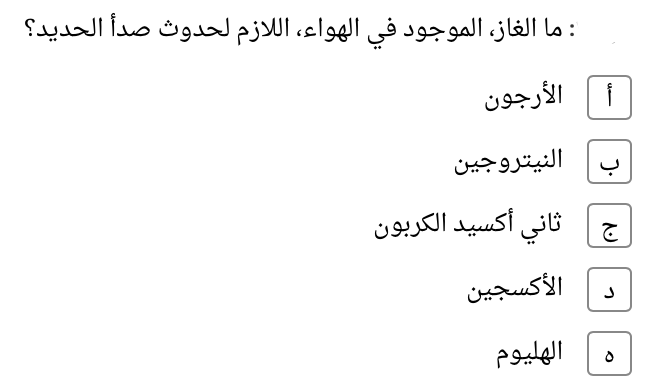 : ما الغاز، الموجود في الهواء، اللازم لحدوث صدأ الحديد؟
أ الأرجون
ب النيتروجين
ج ثاني أكسيد الكربون
د الأكسجين
ه الهليوم